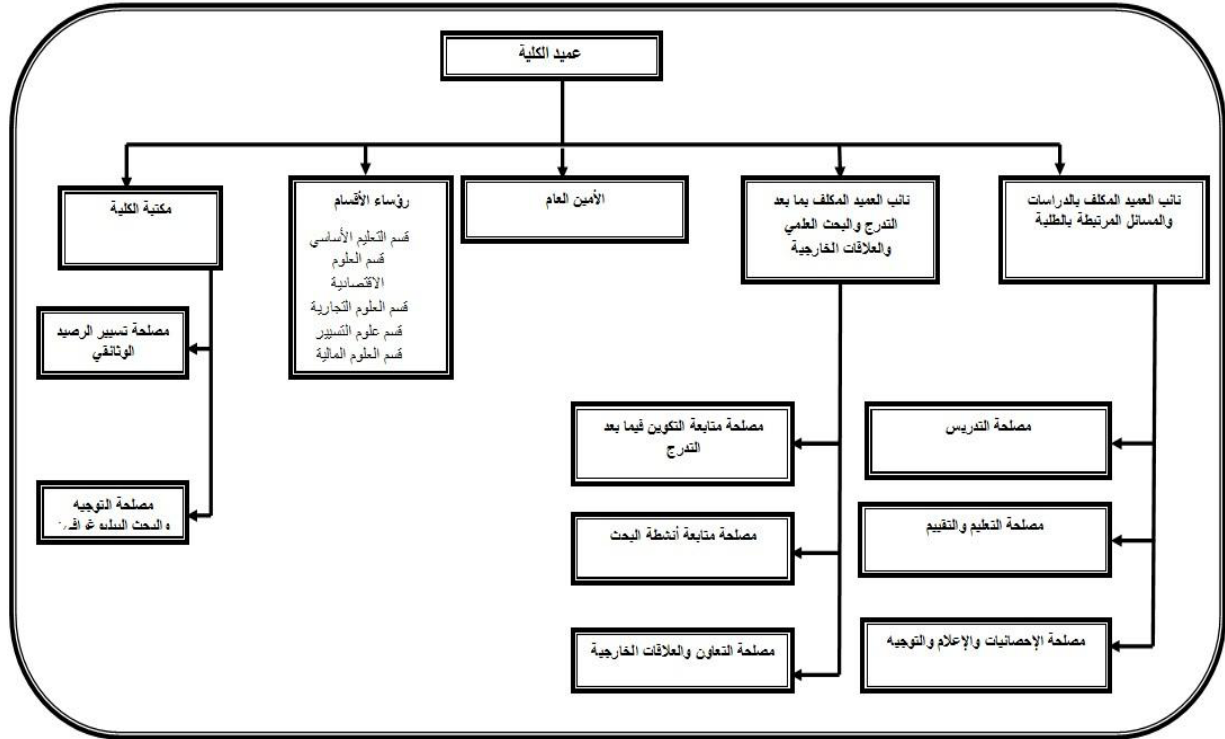 عميد الكلية
نائب العميد المكلف بالدراسات
والمسائل المرتبطة بالطلبة
نائب العميد المكلف بما بعد
التدرج والبحث العلمي
والعلاقات الخارجية
الأمين العام
رؤساء الأقسام
قسم التعليم الأساسي
قسم العلوم
الاقتصادية
قسم العلوم التجارية
قسم علوم التسيير
قسم العلوم المالية
مكتبة الكلية
مصلحة التدريس
مصلحة التعليم والتقييم
مصلحة الإحصائيات والإعلام والتوجيه
مصلحة متابعة التكوين فيما بعد
التدرج
مصلحة متابعة أنشطة البحث
مصلحة التعاون والعلاقات الخارجية
مصلحة تسيير الرصيد
الوثائقي
مصلحة التوجيه
والبحث